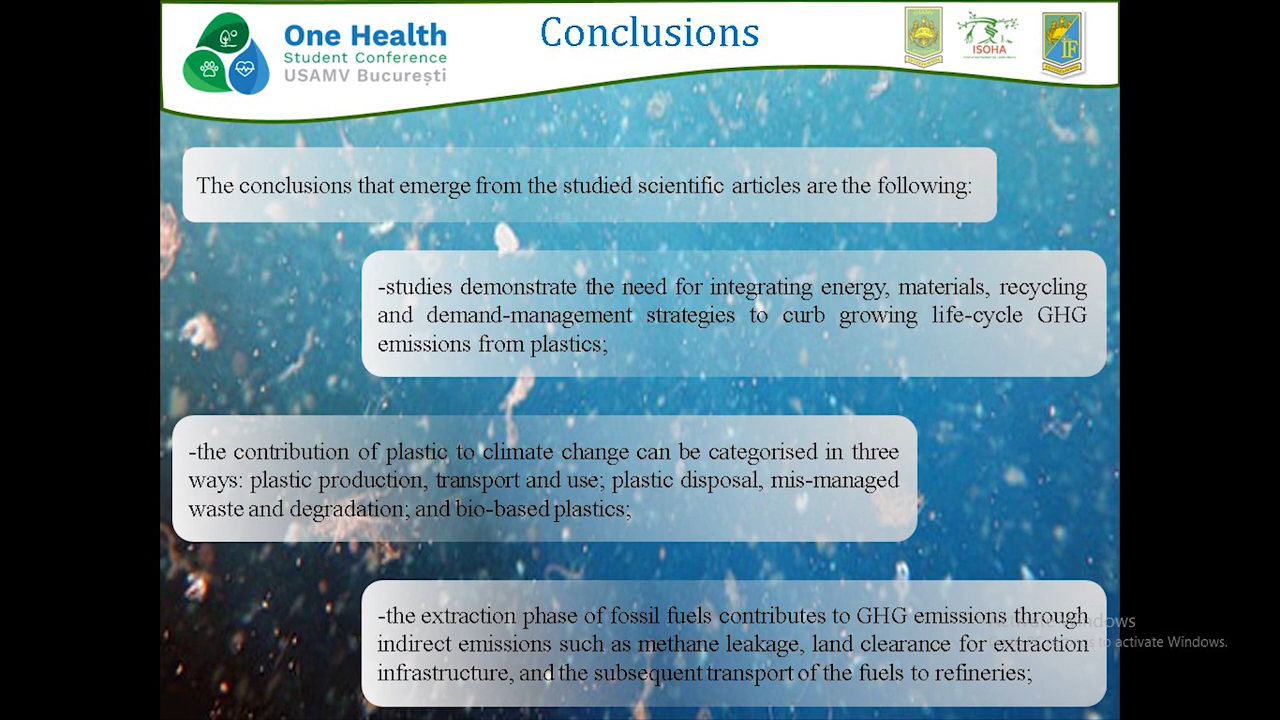 One Health
Student Conference
USAMV București
Conclusions
ISOHA
IF
The conclusions that emerge from the studied scientific articles are the following:
-studies demonstrate the need for integrating energy, materials, recycling
and demand-management strategies to curb growing life-cycle GHG
emissions from plastics;
-the contribution of plastic to climate change can be categorised in three
ways: plastic production, transport and use; plastic disposal, mis-managed
waste and degradation; and bio-based plastics;
-the extraction phase of fossil fuels contributes to GHG emissions through
indirect emissions such as methane leakage, land clearance for extraction
infrastructure, and the subsequent transport of the fuels to refineries;
to activate Windows.